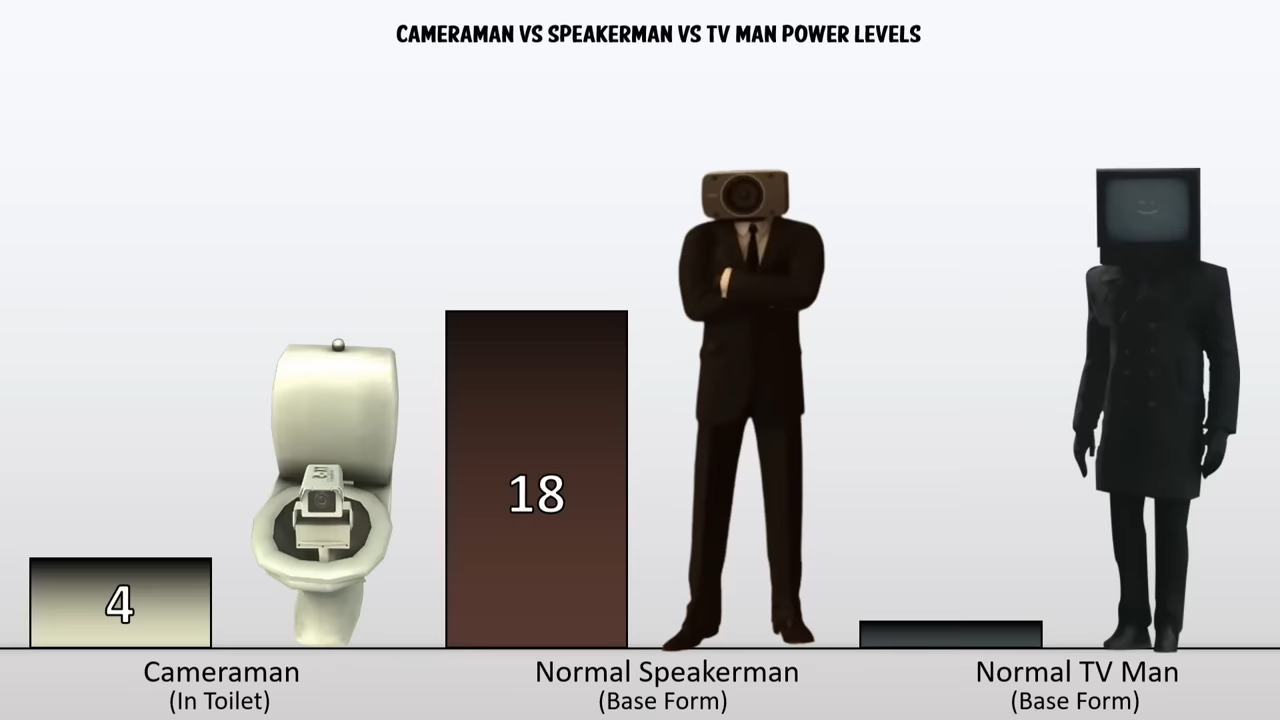 CAMERAMAN VS SPEAKERMAN VS TV MAN POWER LEVELS
4
18
Cameraman
(In Toilet)
Normal Speakerman
(Base Form)
Normal TV Man
(Base Form)